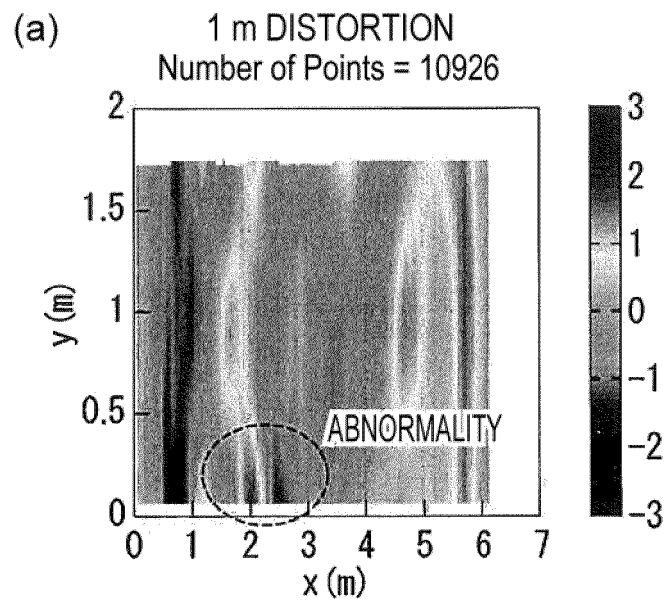 (a)
1 m DISTORTION
Number of Points = 10926
2
1.5
1
0.5
0
y (m)
0 1 2 3 4 5 6 7
x (m)
ABNORMALITY
3
2
1
0
-1
-2
-3